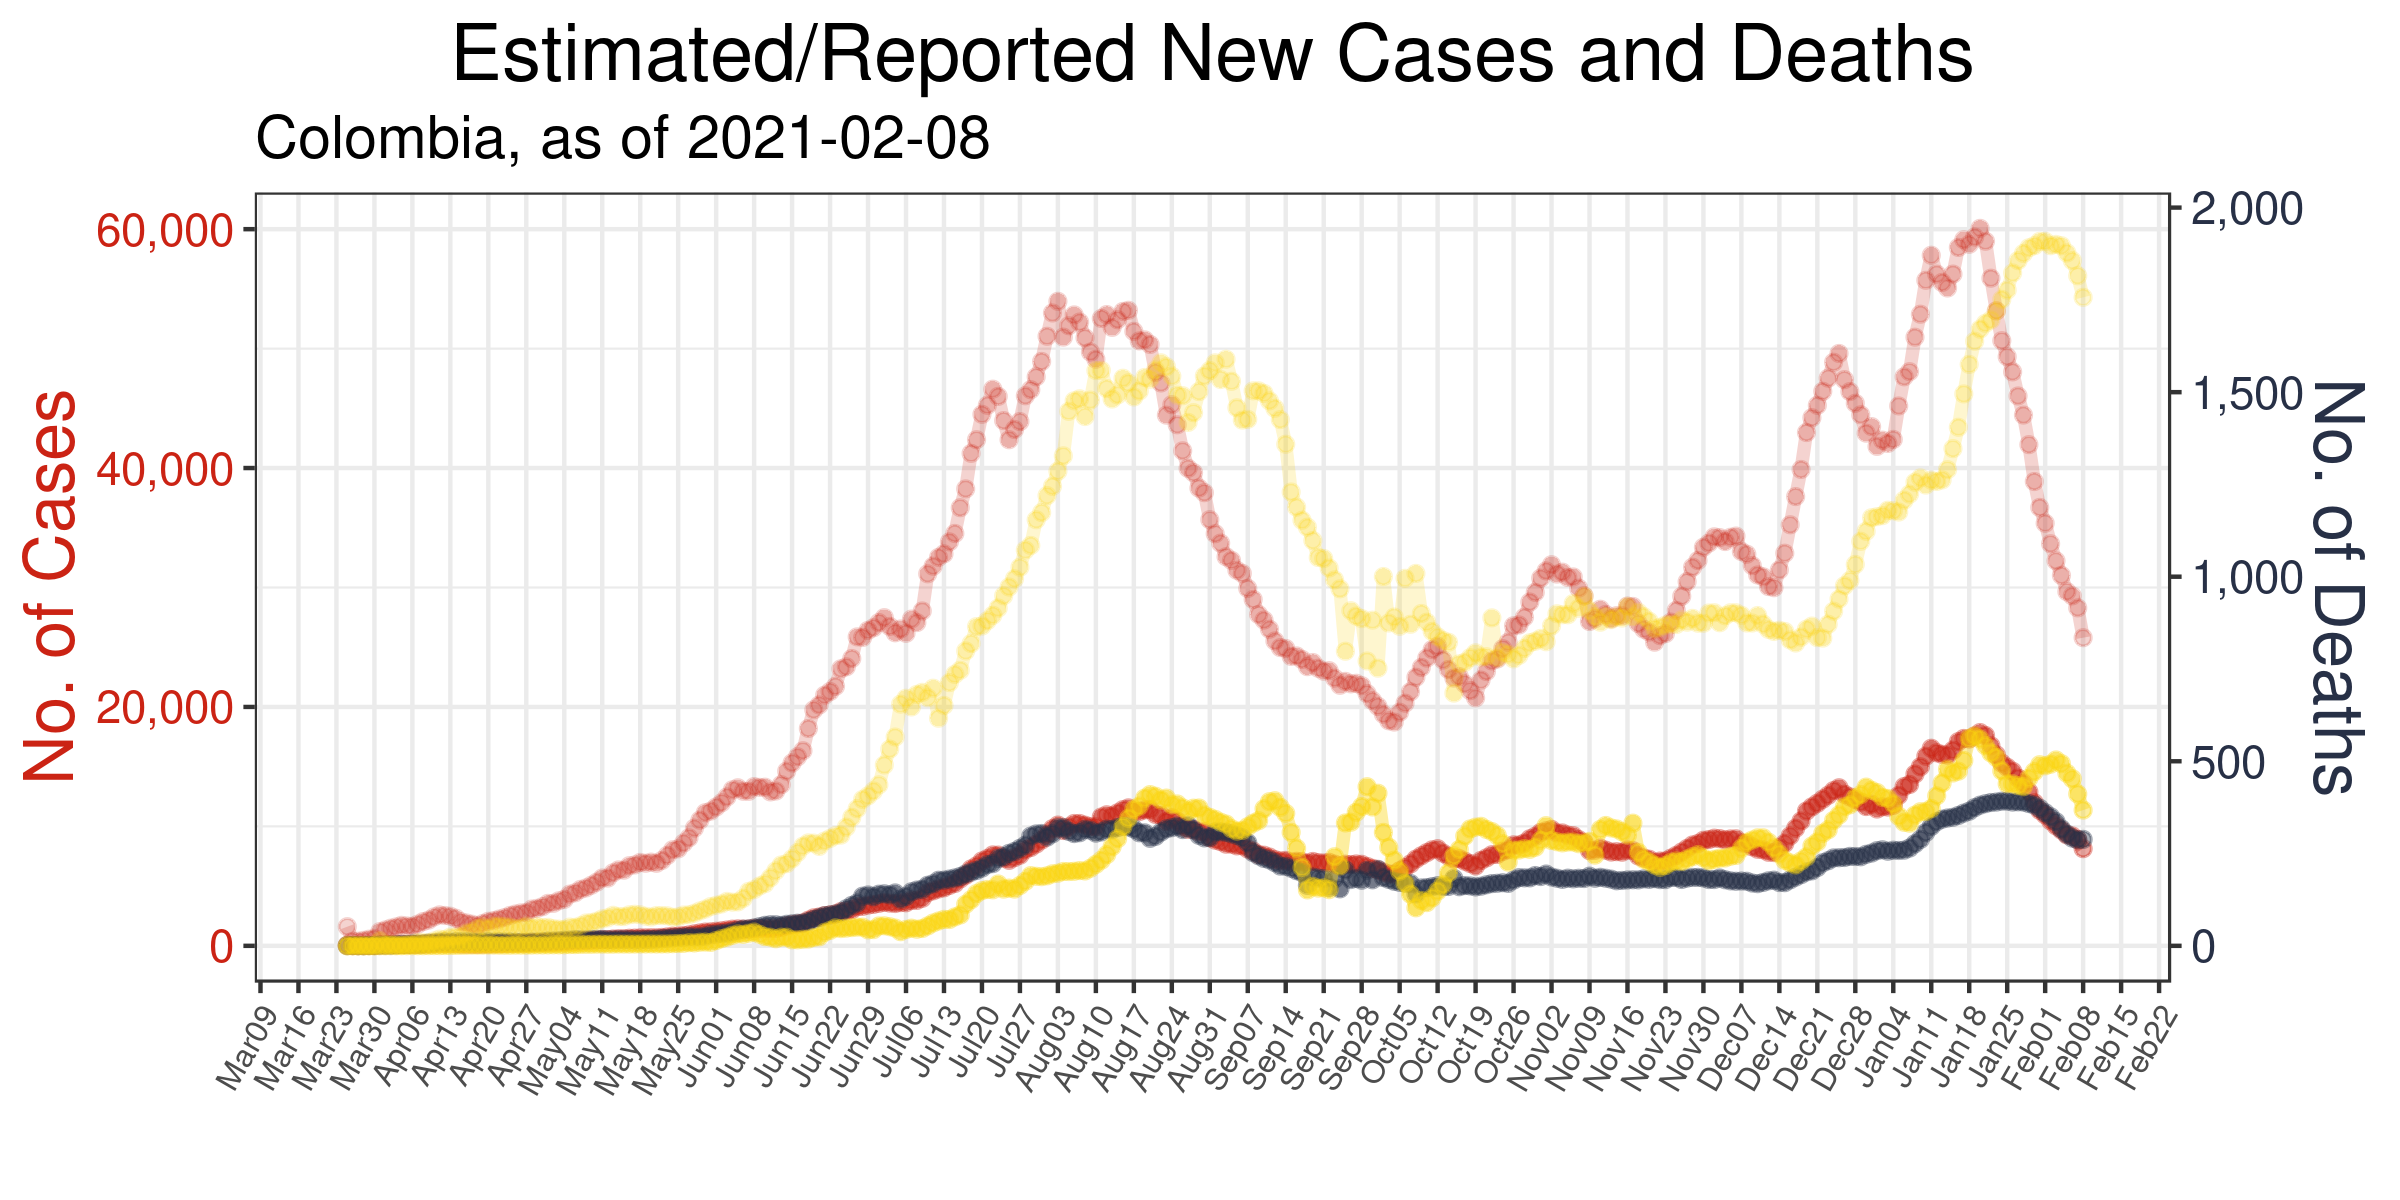 Estimated/Reported New Cases and Deaths
Colombia, as of 2021-02-08
No. of Cases
60,000
40,000
20,000
0
2,000
1,500
1,000
500
0
No. of Deaths
Mar09
Mar16
Mar23
Mar30
Apr06
Apr13
Apr20
Apr27
May04
May11
May18
May25
Jun01
Jun08
Jun15
Jun22
Jun29
Jul06
Jul13
Jul20
Jul27
Aug03
Aug10
Aug17
Aug24
Aug31
Sep07
Sep14
Sep21
Sep28
Oct05
Oct12
Oct19
Oct26
Nov02
Nov09
Nov16
Nov23
Nov30
Dec07
Dec14
Dec21
Dec28
Jan04
Jan11
Jan18
Jan25
Feb01
Feb08
Feb15
Feb22